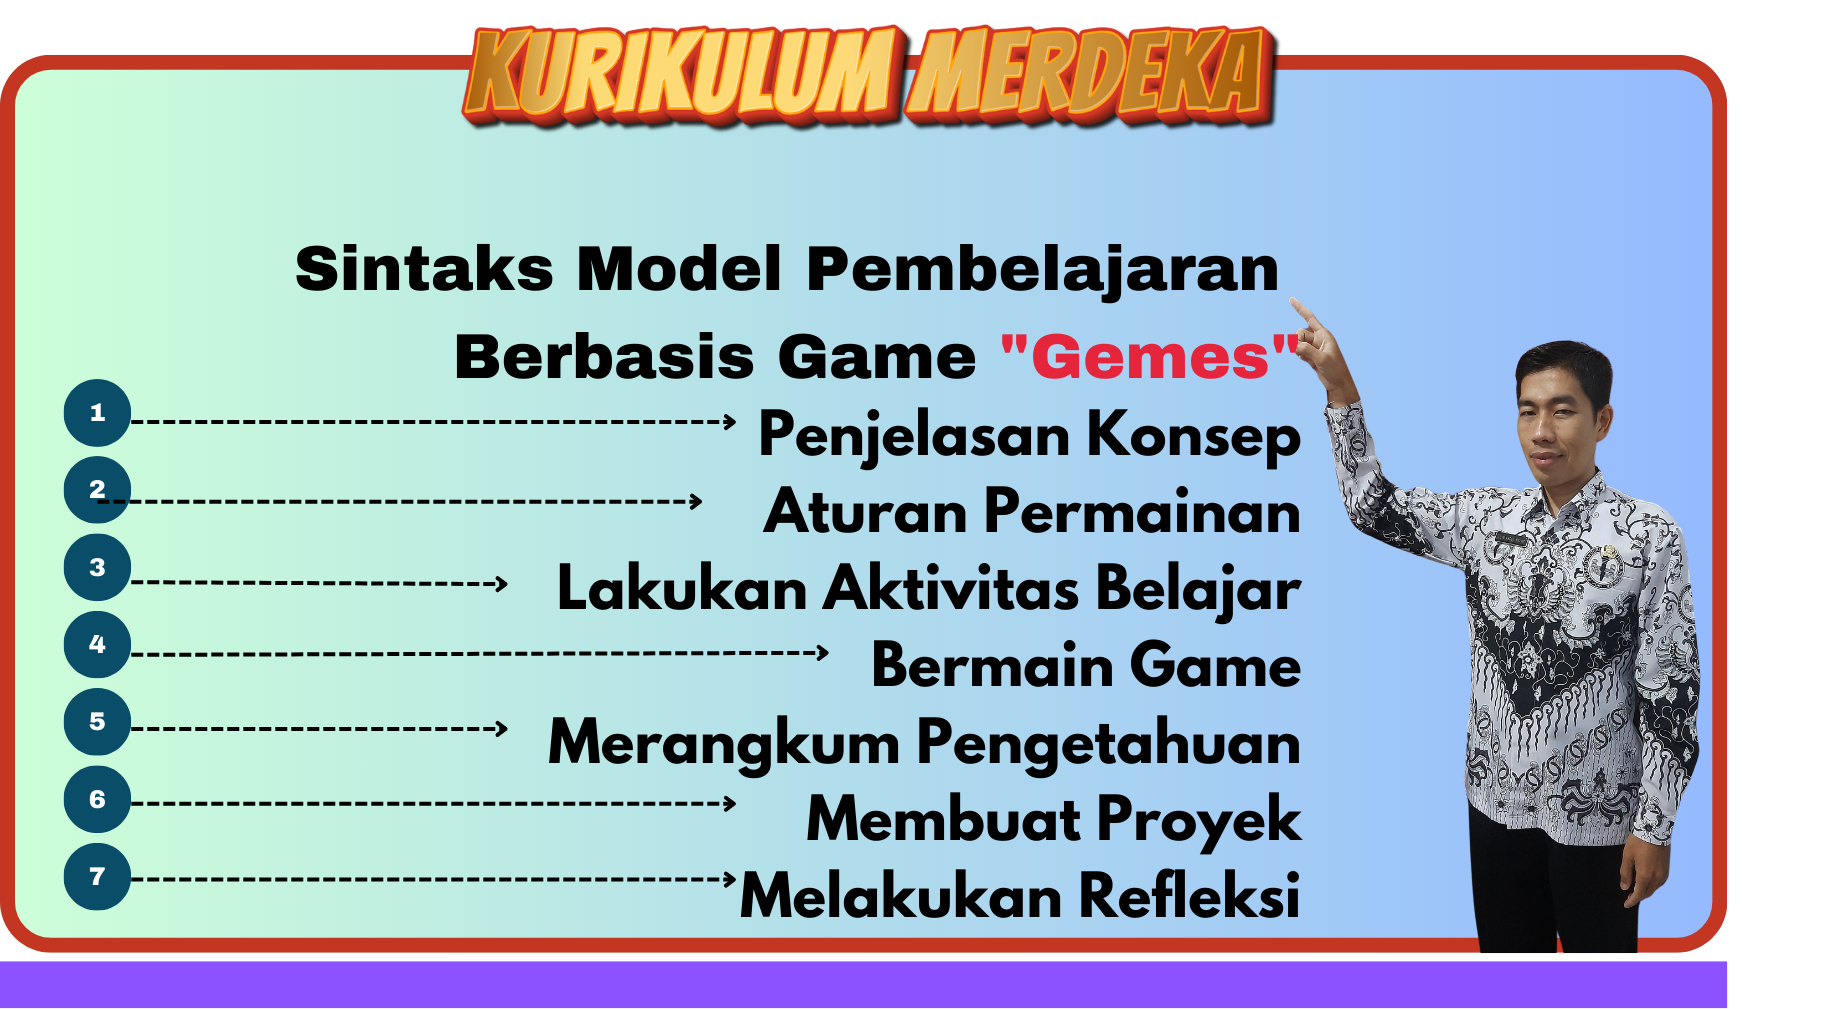 KURIKULUM MERDEKA
Sintaks Model Pembelajaran
Berbasis Game "Gemes"
1 Penjelasan Konsep
2 Aturan Permainan
3 Lakukan Aktivitas Belajar
4 Bermain Game
5 Merangkum Pengetahuan
6 Membuat Proyek
7 Melakukan Refleksi